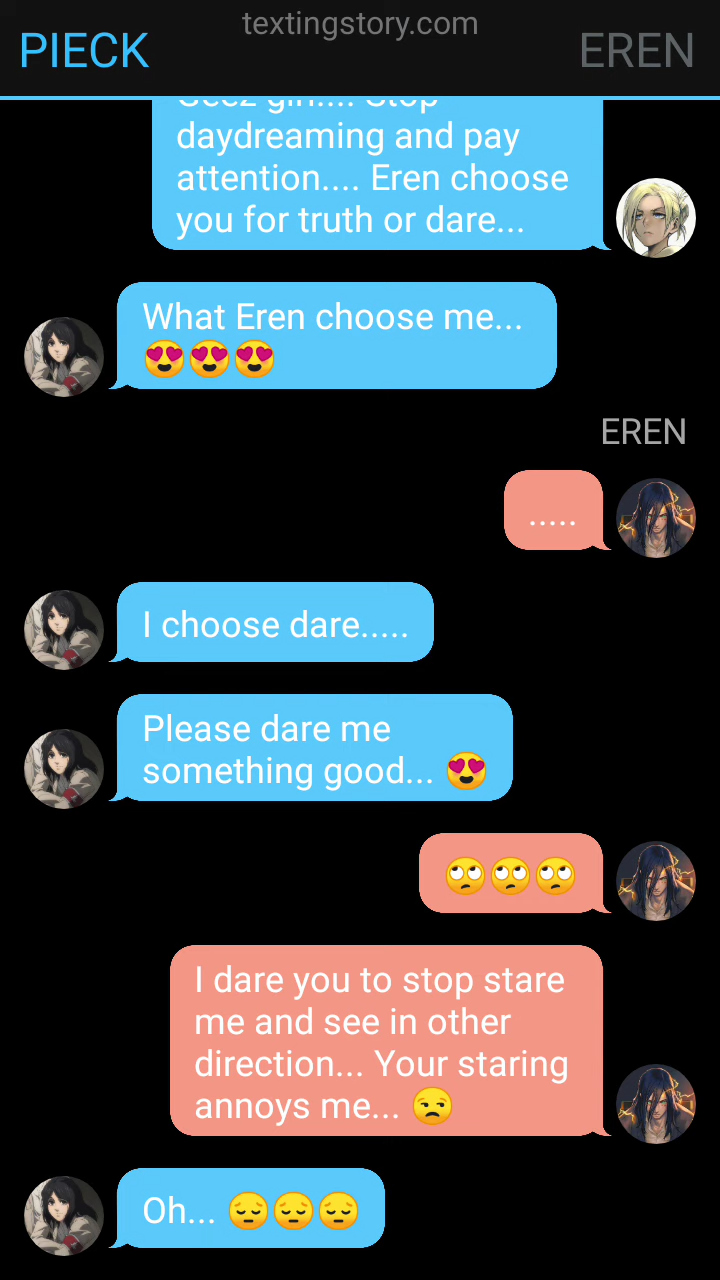 textingstory.com
PIECK
EREN
daydreaming and pay
attention.... Eren choose
you for truth or dare...
What Eren choose me...
😍😍😍
EREN
.....
I choose dare.....
Please dare me
something good... 😍
🙄🙄🙄
I dare you to stop stare
me and see in other
direction... Your staring
annoys me... 😒
Oh... 😔😔😔